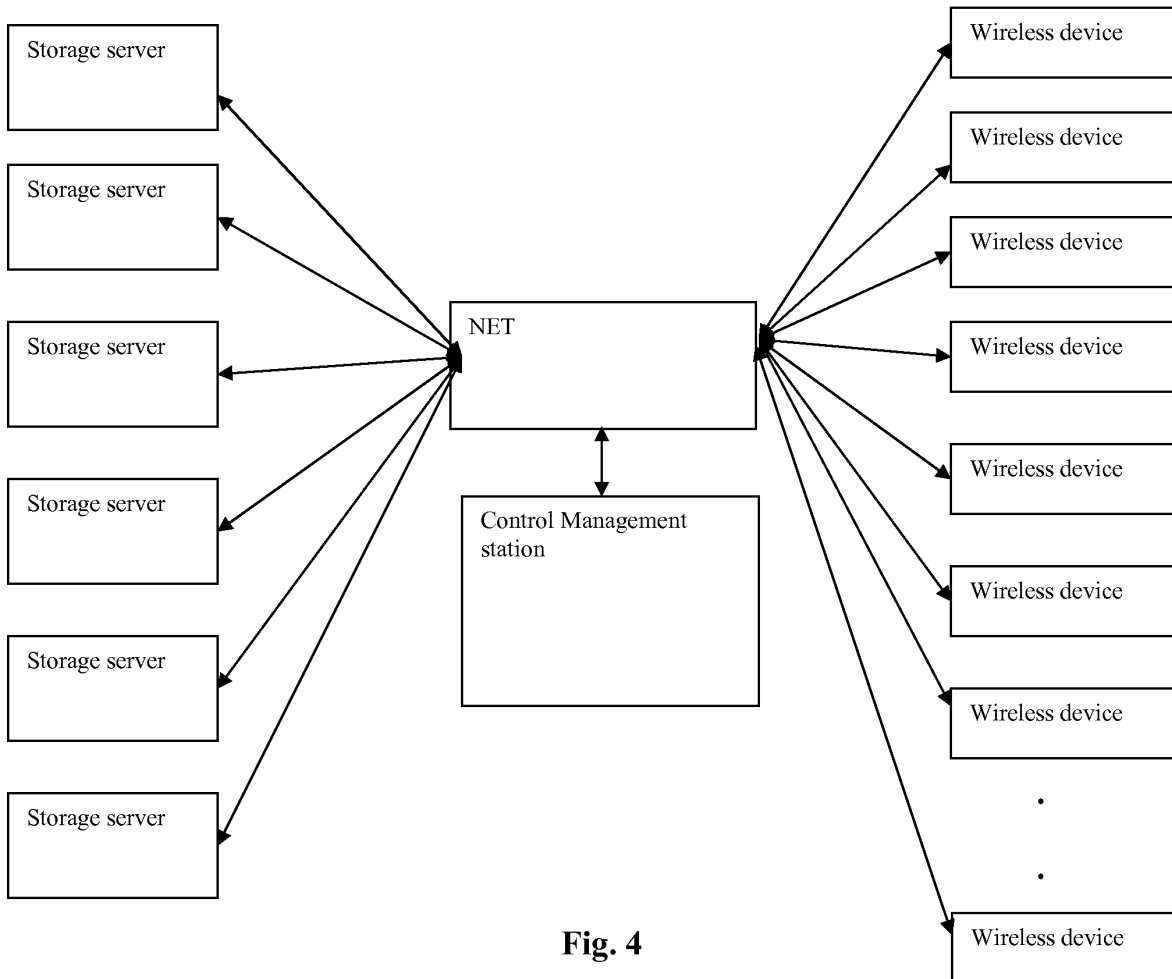 Storage server
Storage server
Storage server
Storage server
Storage server
Storage server
NET
Control Management
station
Wireless device
Wireless device
Wireless device
Wireless device
Wireless device
Wireless device
Wireless device
.
.
Wireless device
Fig. 4